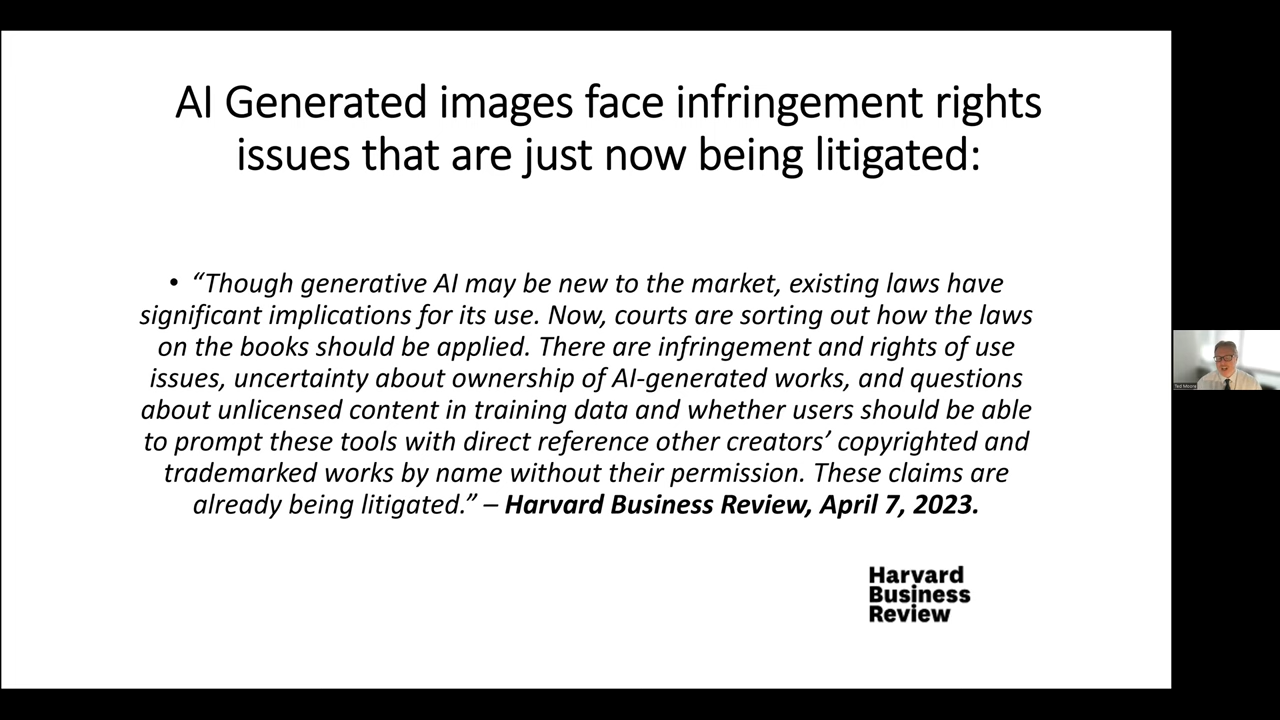 AI Generated images face infringement rights
issues that are just now being litigated:
• “Though generative AI may be new to the market, existing laws have
significant implications for its use. Now, courts are sorting out how the laws
on the books should be applied. There are infringement and rights of use
issues, uncertainty about ownership of AI-generated works, and questions
about unlicensed content in training data and whether users should be able
to prompt these tools with direct reference other creators’ copyrighted and
trademarked works by name without their permission. These claims are
already being litigated.” – Harvard Business Review, April 7, 2023.
Harvard
Business
Review
Ted Moore